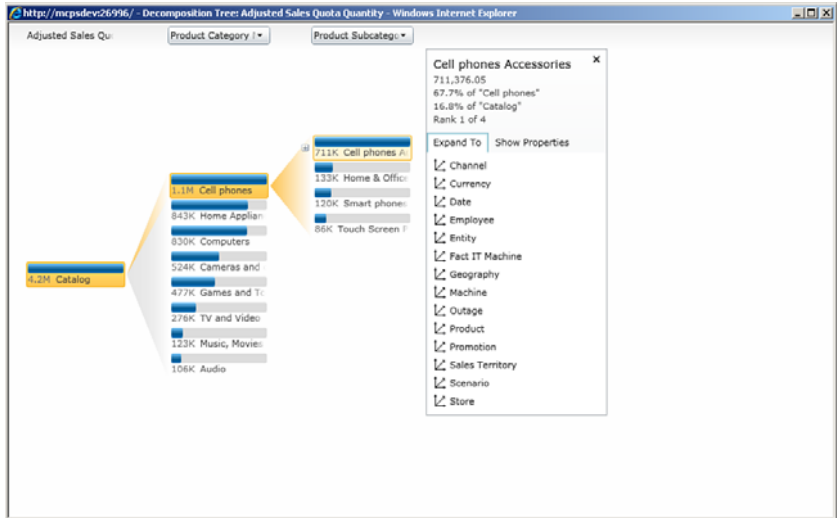 http://mcpsdev:26996/ - Decomposition Tree: Adjusted Sales Quota Quantity - Windows Internet Explorer
Adjusted Sales Qu
Product Category
Product Subcatego
Cell phones Accessories
711,376.05
67.7% of "Cell phones"
16.8% of "Catalog"
Rank 1 of 4
Expand To Show Properties
Channel
Currency
Date
Employee
Entity
Fact IT Machine
Geography
Machine
Outage
Product
Promotion
Sales Territory
Scenario
Store
711K Cell phones A
133K Home & Office
120K Smart phones
86K Touch Screen
1.1M Cell phones
843K Home Applian
830K Computers
524K Cameras and
477K Games and To
276K TV and Video
123K Music, Movies
106K Audio
4.2M Catalog